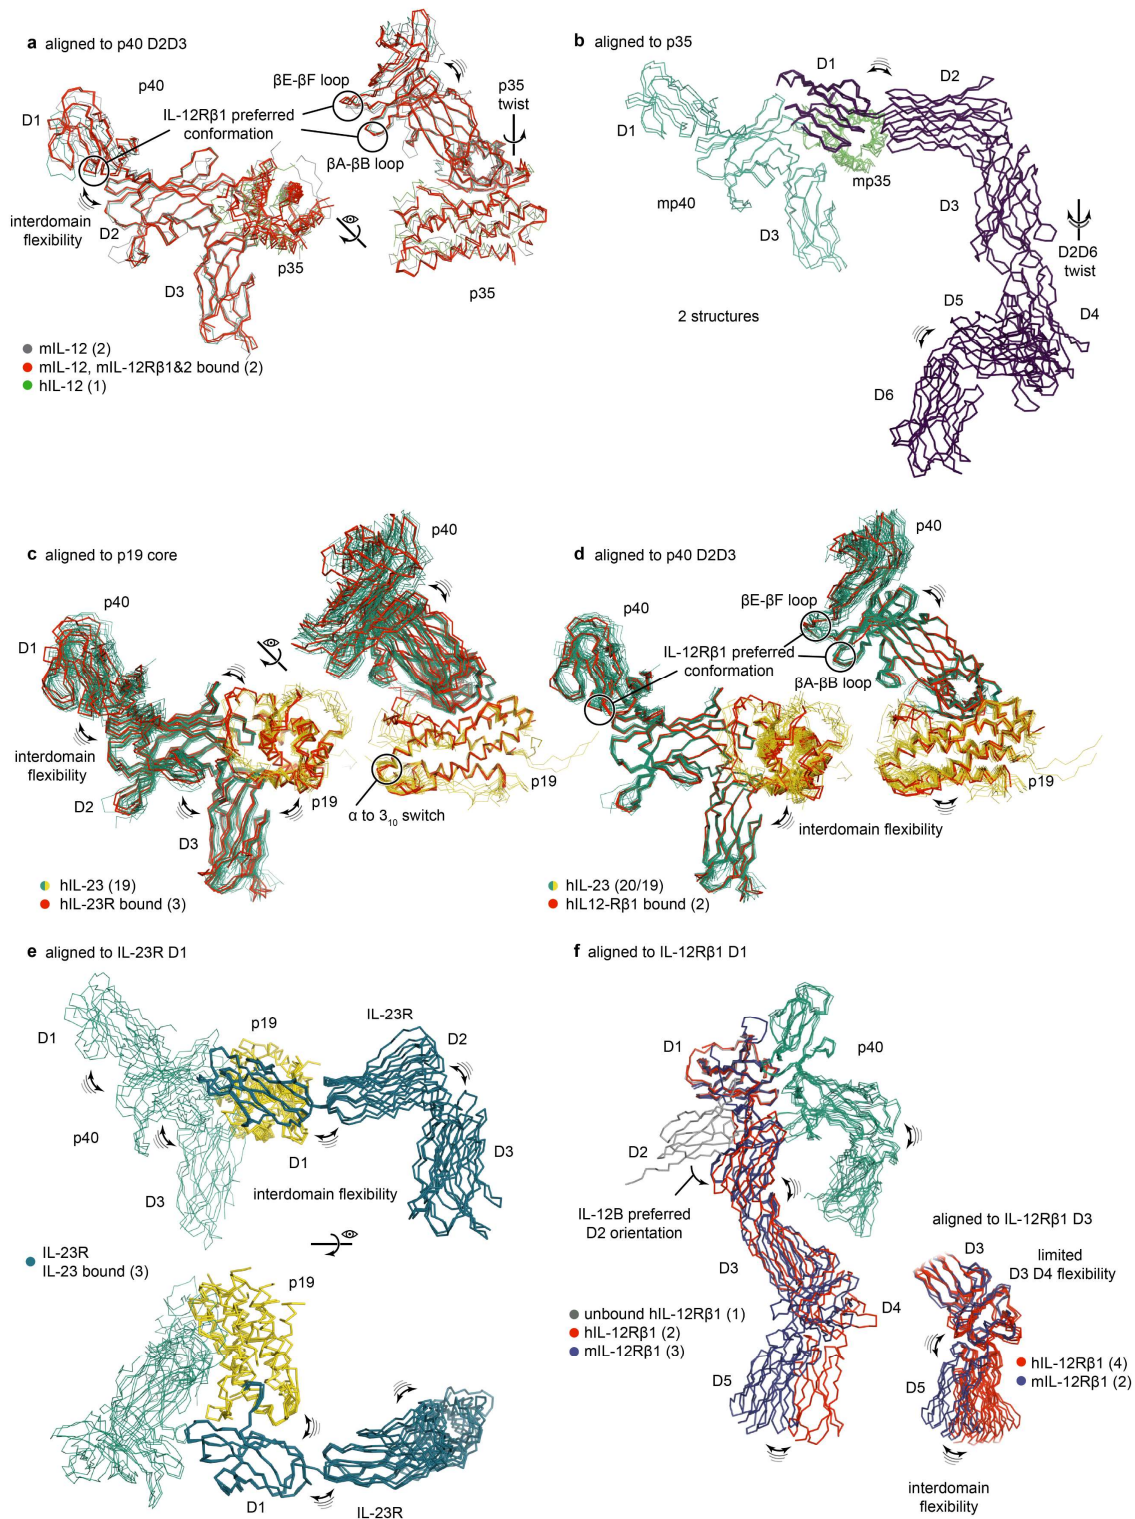 a aligned to p40 D2D3
p40
D1
βE-βF loop
IL-12Rβ1 preferred
conformation
βA-βB loop
p35
twist
interdomain
flexibility
D2
D3
p35
p35
mIL-12 (2)
mIL-12, mIL-12Rβ1&2 bound (2)
hIL-12 (1)
b aligned to p35
D1
D2
D1
mp35
mp40
D3
D3
D2D6
twist
2 structures
D5
D4
D6
c aligned to p19 core
p40
p40
D1
interdomain
flexibility
D2
D3
p19
p19
α to 3₁₀ switch
hIL-23 (19)
hIL-23R bound (3)
d aligned to p40 D2D3
p40
p40
βE-βF loop
IL-12Rβ1 preferred
conformation
βA-βB loop
p19
interdomain flexibility
hIL-23 (20/19)
hIL12-Rβ1 bound (2)
e aligned to IL-23R D1
IL-23R
p19
D1
D2
p40
D1
D3
D3
interdomain flexibility
IL-23R
IL-23 bound (3)
p19
D1
IL-23R
f aligned to IL-12Rβ1 D1
D1
p40
D2
IL-12B preferred
D2 orientation
D3
D4
unbound hIL-12Rβ1 (1)
hIL-12Rβ1 (2)
mIL-12Rβ1 (3)
D5
aligned to IL-12Rβ1 D3
D3
limited
D3 D4 flexibility
hIL-12Rβ1 (4)
mIL-12Rβ1 (2)
D5
interdomain
flexibility